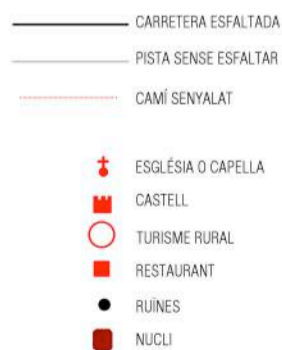 CARRETERA ESFALTADA
PISTA SENSE ESFALTAR
CAMÍ SENYALAT
ESGLÉSIA O CAPELLA
CASTELL
TURISME RURAL
RESTAURANT
RUÏNES
NUCLI